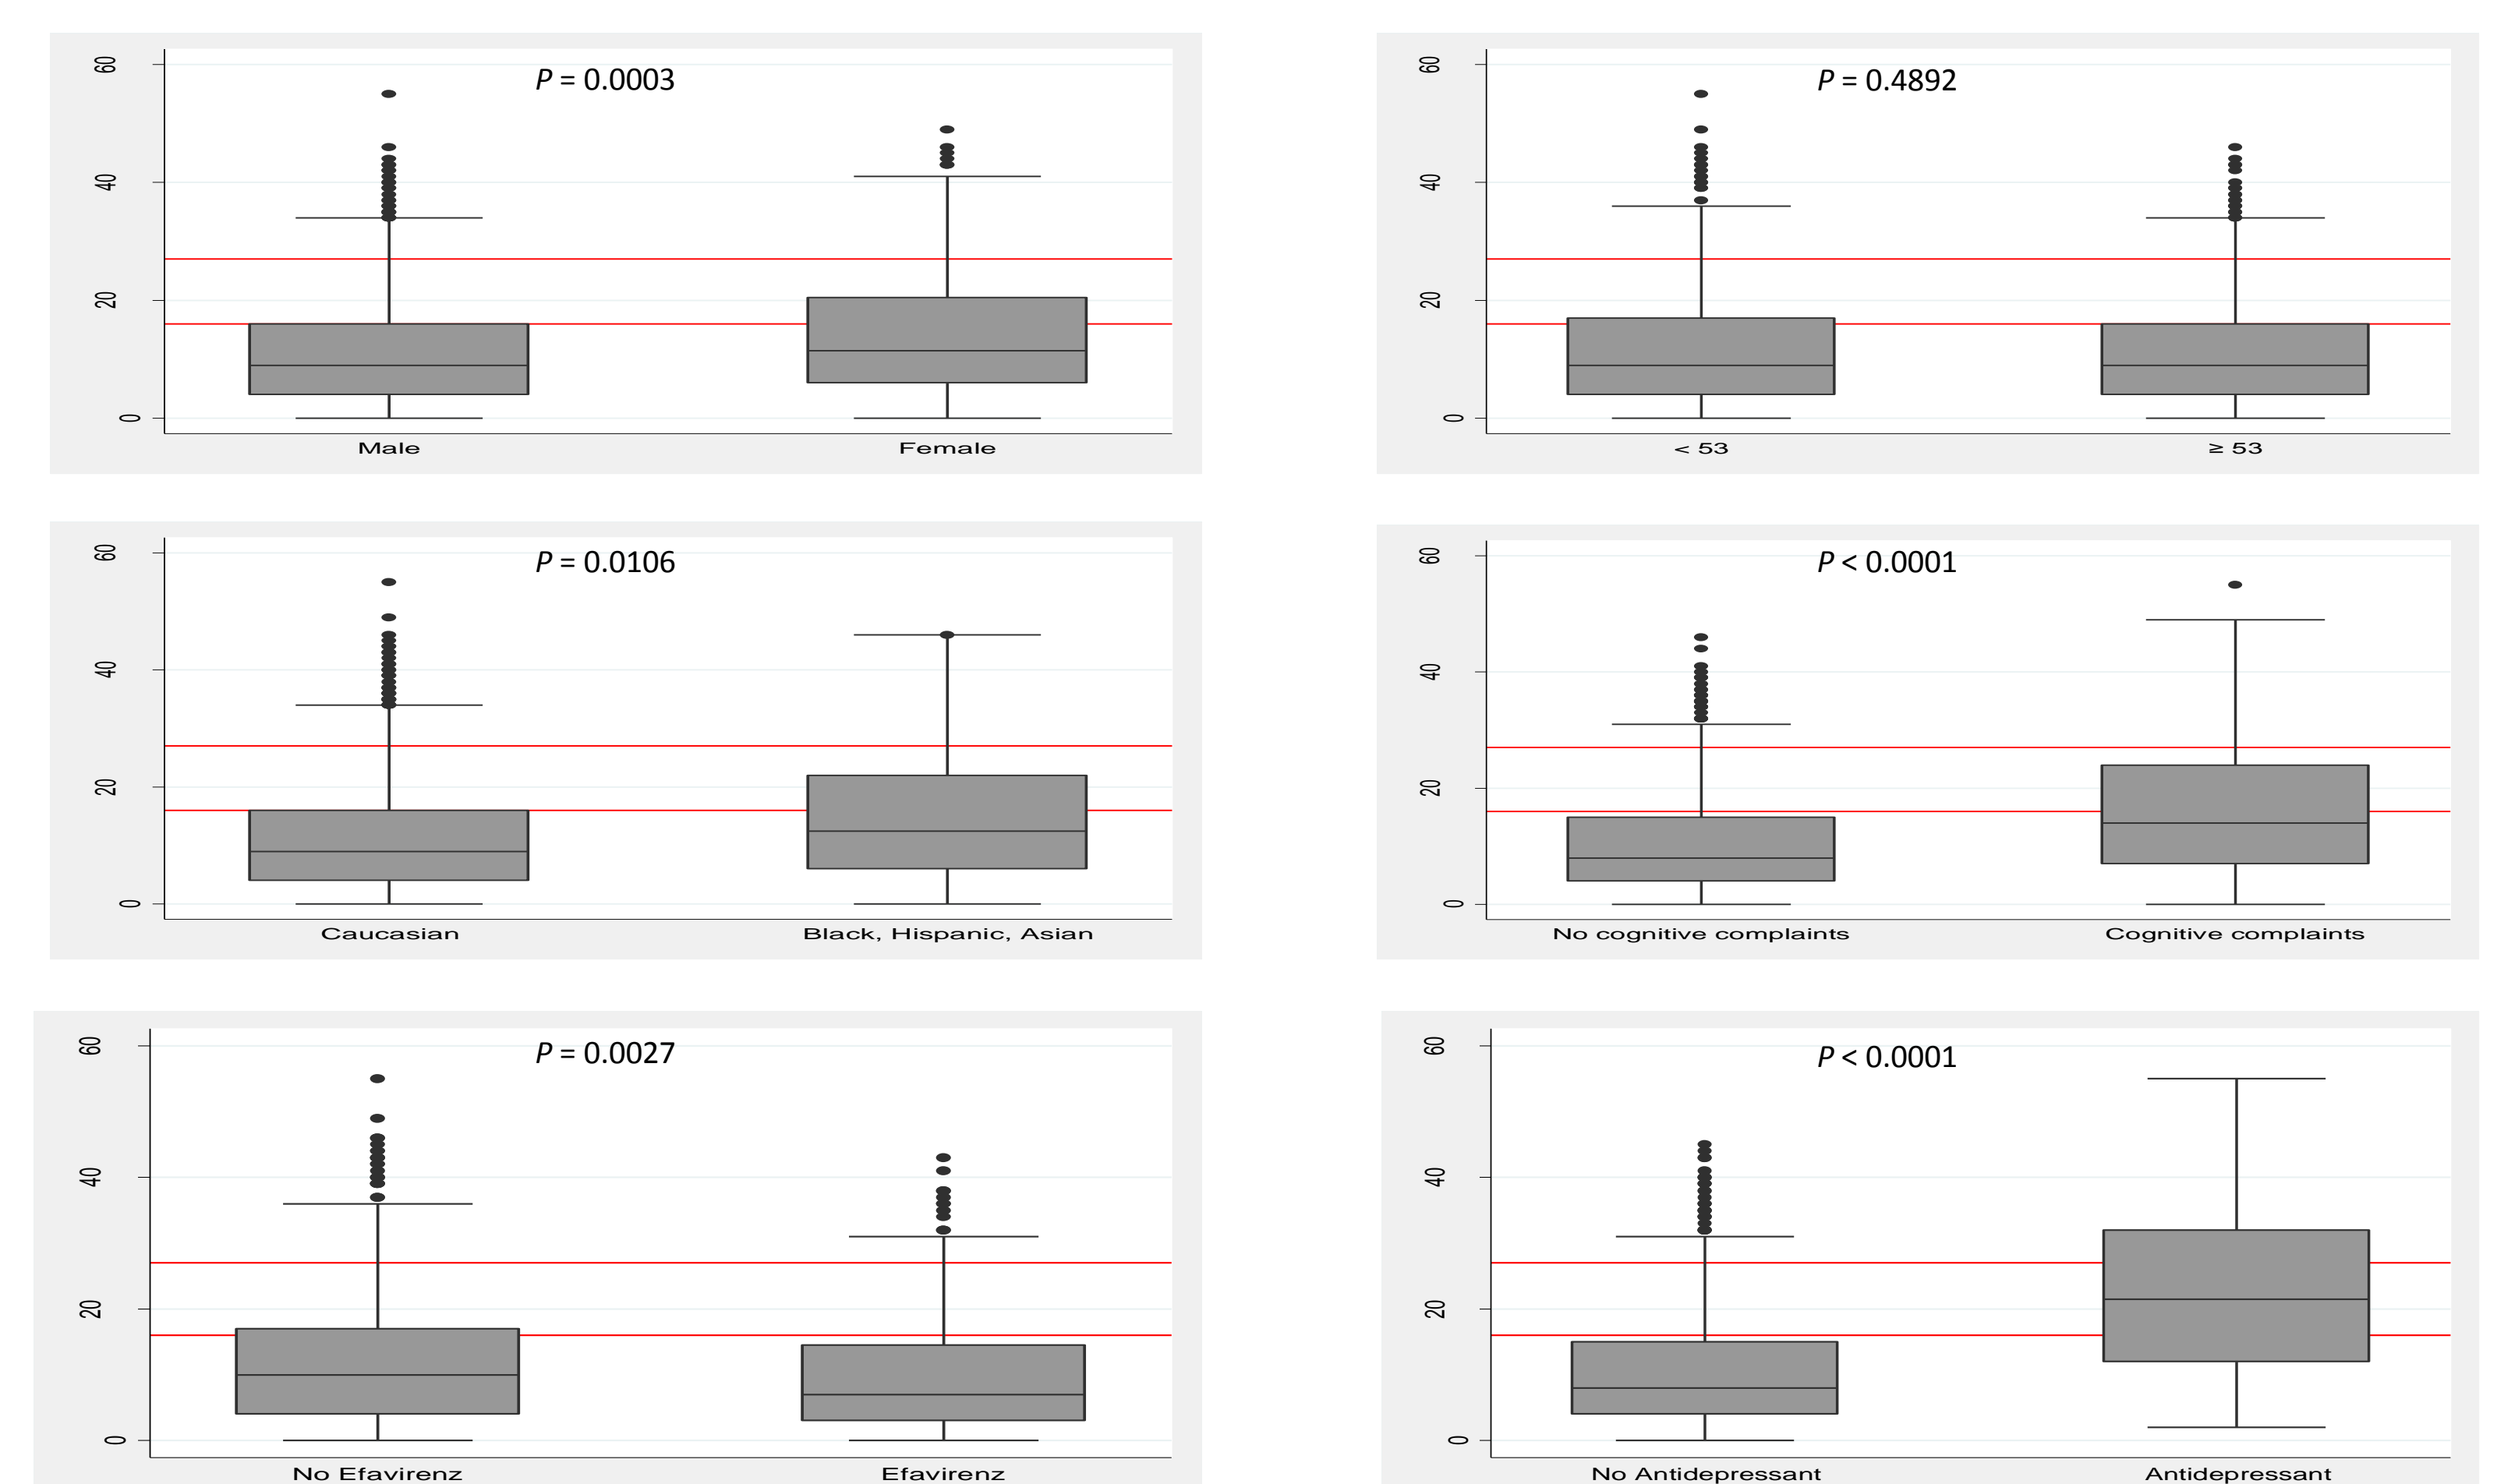 60
40
20
0
P = 0.0003
Male Female
60
40
20
0
P = 0.4892
< 53 ≥ 53
60
40
20
0
P = 0.0106
Caucasian Black, Hispanic, Asian
60
40
20
0
P < 0.0001
No cognitive complaints Cognitive complaints
60
40
20
0
P = 0.0027
No Efavirenz Efavirenz
60
40
20
0
P < 0.0001
No Antidepressant Antidepressant